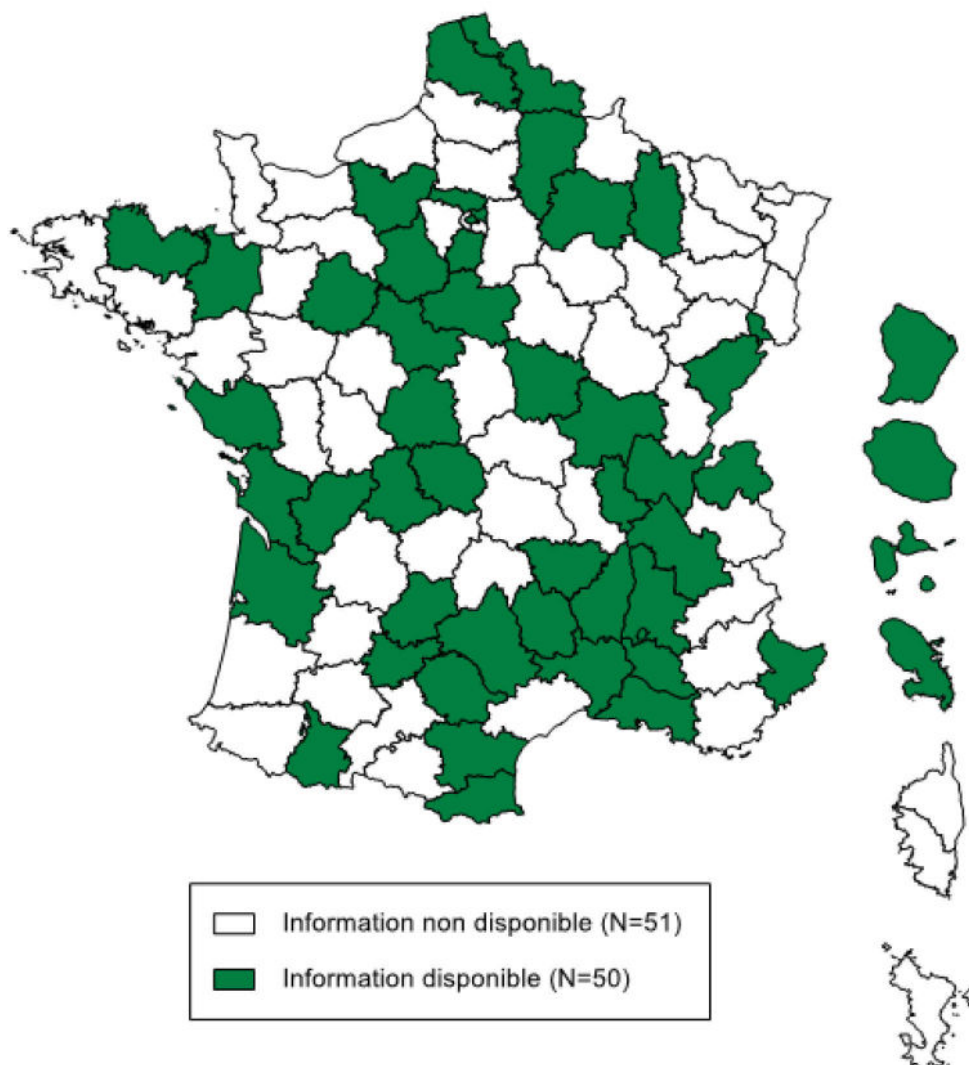 Information non disponible (N=51)
Information disponible (N=50)